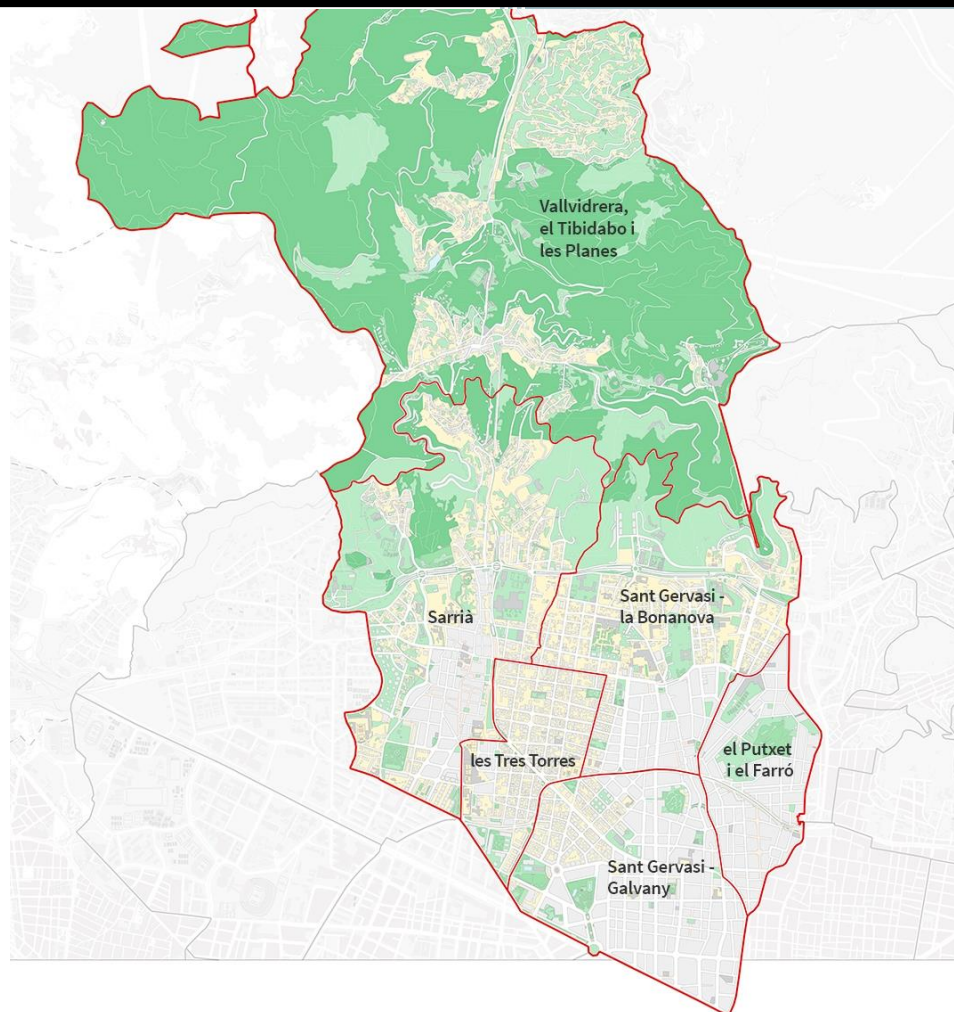 Vallvidrera,
el Tibidabo i
les Planes
Sant Gervasi -
la Bonanova
Sarrià
el Putxet
i el Farró
les Tres Torres
Sant Gervasi -
Galvany